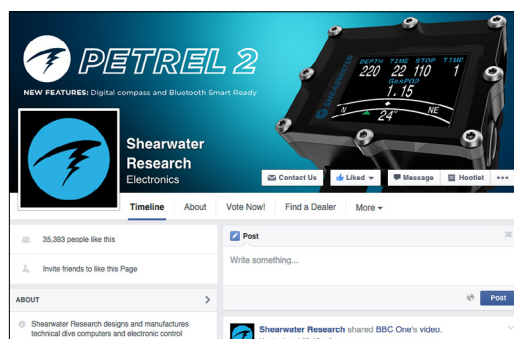 PETREL 2
NEW FEATURES: Digital compass and Bluetooth Smart Ready
SHEARWATER
DEPTH TIME STOP TIME
220 22 110 1
GasPO2
1.15
N 24° NE
Shearwater
Research
Electronics
Contact Us
Liked
Message
Hootlet
Timeline
About
Vote Now!
Find a Dealer
More
35,393 people like this
Invite friends to like this Page
ABOUT
Shearwater Research designs and manufactures
technical dive computers and electronic control
Post
Write something...
Post
Shearwater Research shared BBC One's video.